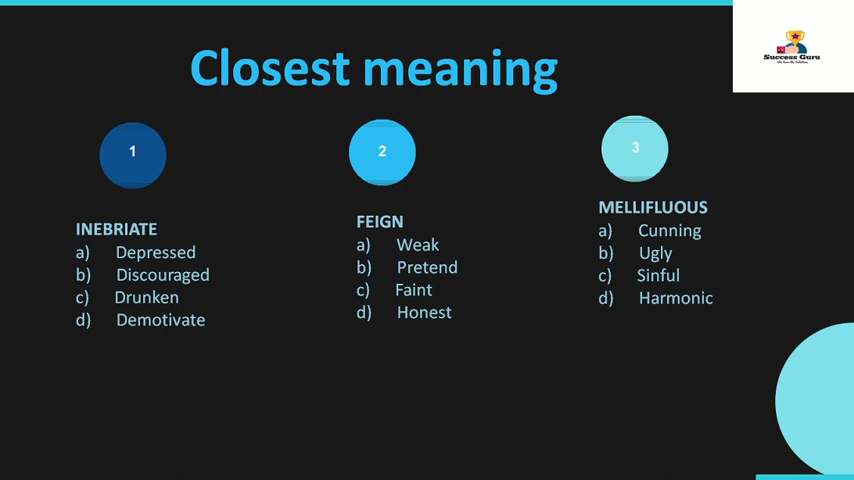 Closest meaning
Success Guru
1
INEBRIATE
a) Depressed
b) Discouraged
c) Drunken
d) Demotivate
2
FEIGN
a) Weak
b) Pretend
c) Faint
d) Honest
3
MELLIFLUOUS
a) Cunning
b) Ugly
c) Sinful
d) Harmonic